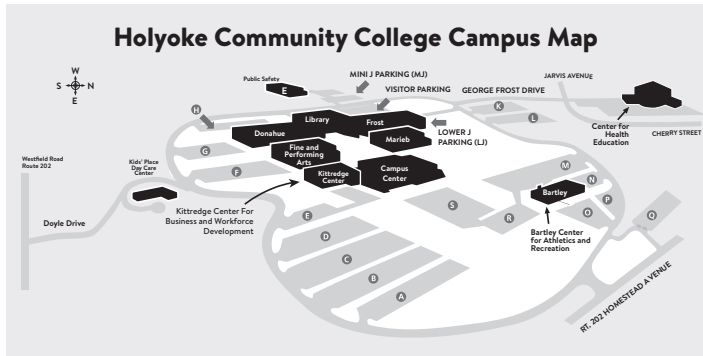 Holyoke Community College Campus Map
W
S N
E
Public Safety
E
MINI J PARKING (MJ)
VISITOR PARKING
GEORGE FROST DRIVE
JARVIS AVENUE
H
Library
Frost
K
L
Donahue
Marieb
LOWER J
PARKING (LJ)
Center for
Health
Education
CHERRY STREET
G
Fine and
Performing
Arts
Westfield Road
Route 202
Kids' Place
Day Care
Center
F
Kittredge
Center
Campus
Center
M
N
Bartley
P
Kittredge Center For
Business and Workforce
Development
E
S
R
O
Q
Doyle Drive
D
Bartley Center
for Athletics and
Recreation
C
B
A
RT. 202 HOMESTEAD AVENUE